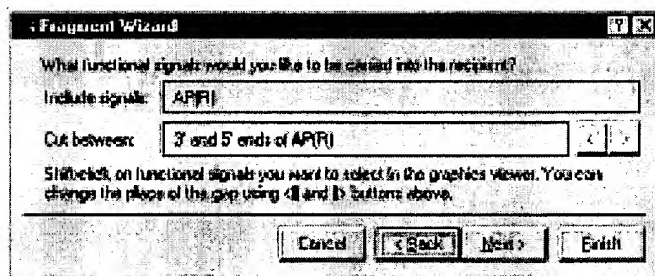 Fragment Wizard
What functional signals would you like to be carried into the recipient?
Include signals: AP(R)
Cut between: 3' and 5' ends of AP(R)
Shift-click on functional signals you want to select in the graphics viewer. You can
change the place of the gap using <[ and ]> buttons above.
Cancel < Back Next > Finish